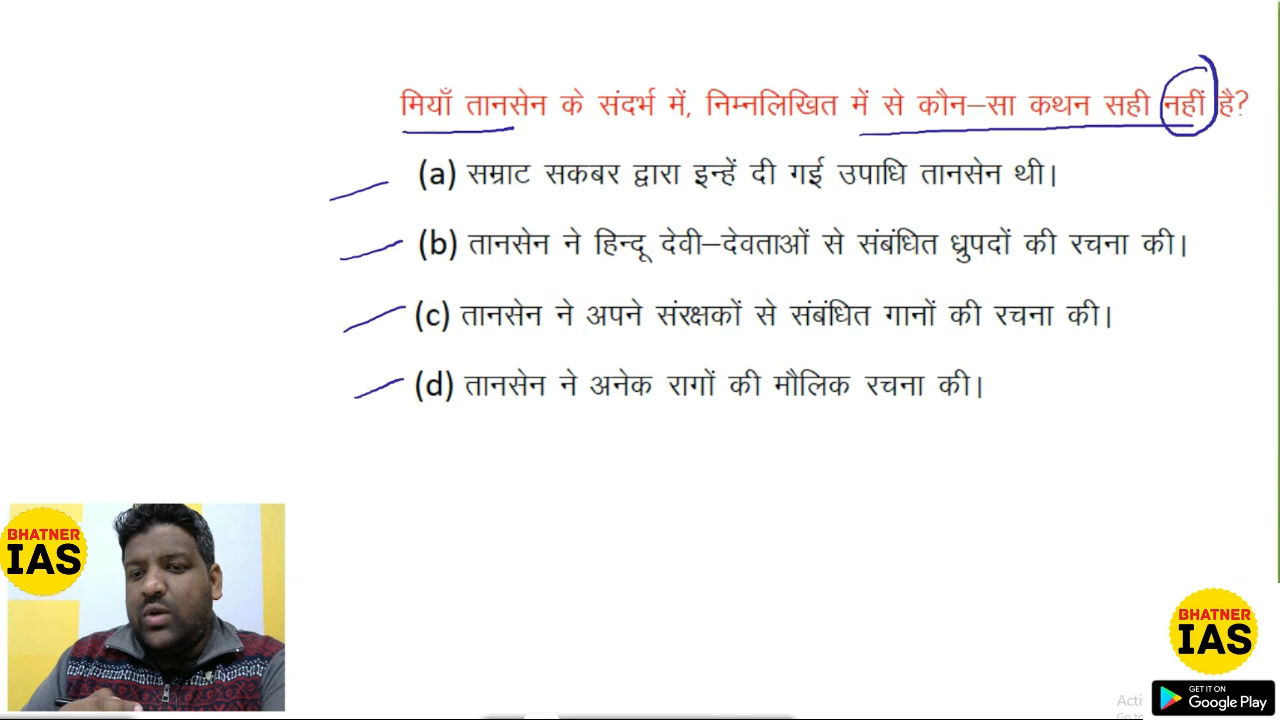 मियाँ तानसेन के संदर्भ में, निम्नलिखित में से कौन–सा कथन सही नहीं है?
(a) सम्राट सकबर द्वारा इन्हें दी गई उपाधि तानसेन थी।
(b) तानसेन ने हिन्दू देवी–देवताओं से संबंधित ध्रुपदों की रचना की।
(c) तानसेन ने अपने संरक्षकों से संबंधित गानों की रचना की।
(d) तानसेन ने अनेक रागों की मौलिक रचना की।
BHATNER
IAS
BHATNER
IAS
Acti
GET IT ON
Google Play